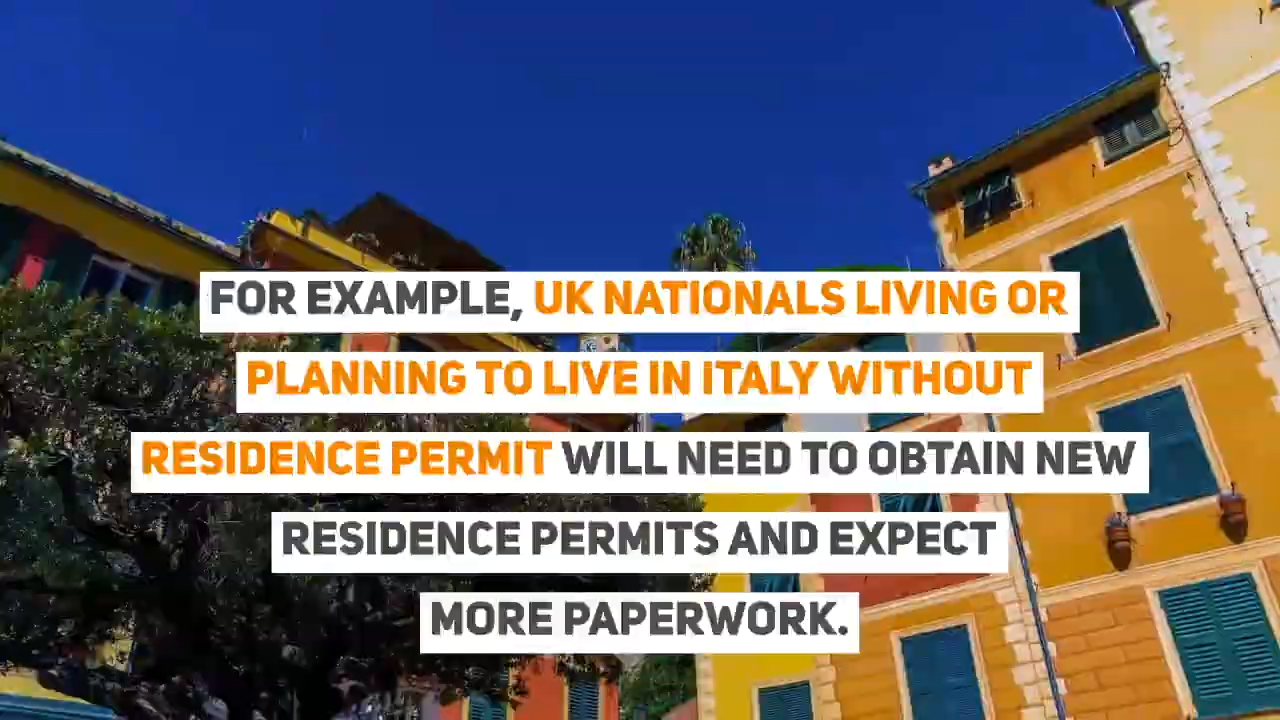 FOR EXAMPLE, UK NATIONALS LIVING OR
PLANNING TO LIVE IN ITALY WITHOUT
RESIDENCE PERMIT WILL NEED TO OBTAIN NEW
RESIDENCE PERMITS AND EXPECT
MORE PAPERWORK.